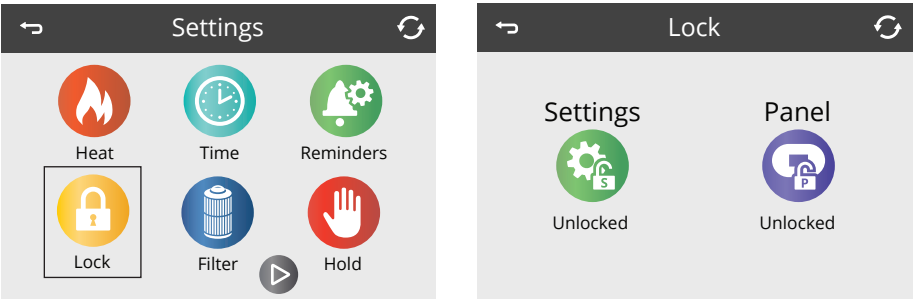 Settings
Heat Time Reminders
Lock Filter Hold
Lock
Settings Panel
S P
Unlocked Unlocked